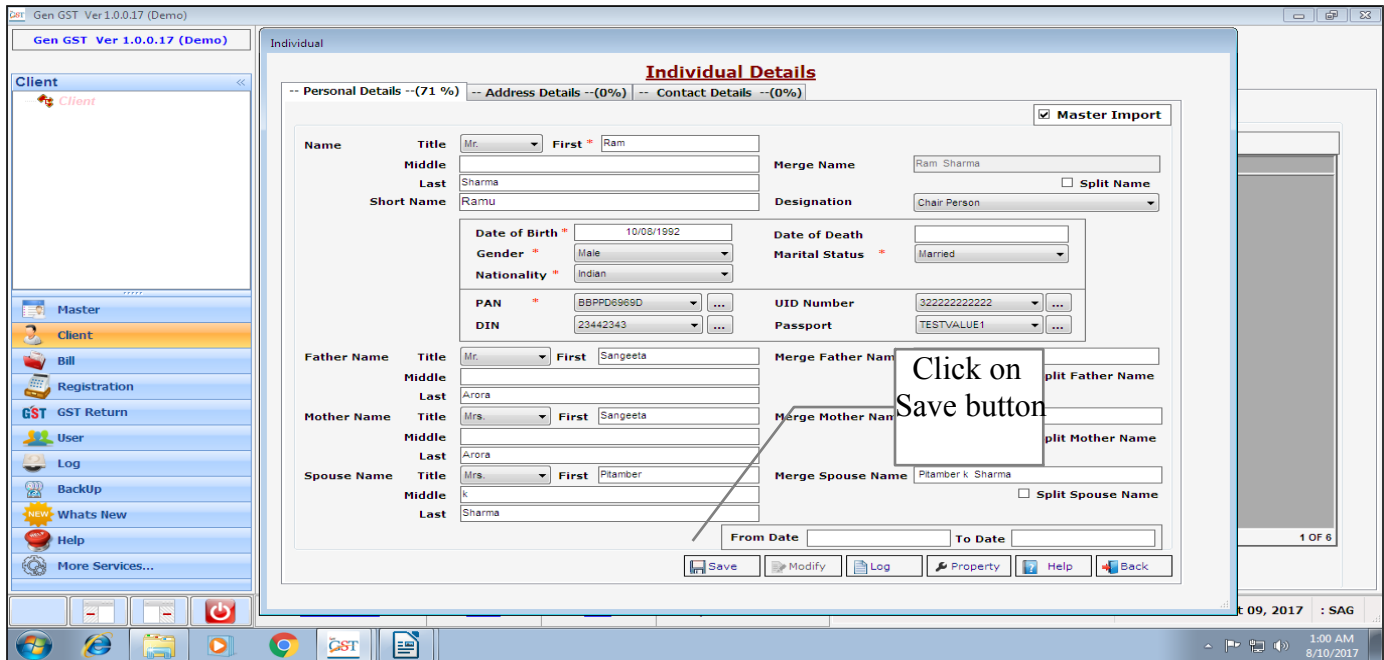 Gen GST Ver 1.0.0.17 (Demo)
Gen GST Ver 1.0.0.17 (Demo)
Client
Client
Master
Client
Bill
Registration
GST GST Return
User
Log
BackUp
NEW Whats New
Help
More Services...
Individual
Individual Details
-- Personal Details --(71 %) -- Address Details --(0%) -- Contact Details --(0%)
Master Import
Name Title Mr. First * Ram
Middle Merge Name Ram Sharma
Last Sharma Split Name
Short Name Ramu Designation Chair Person
Date of Birth * 10/08/1992 Date of Death
Gender * Male Marital Status * Married
Nationality * Indian
PAN * BBPPD6969D ... UID Number 322222222222 ...
DIN 23442343 ... Passport TESTVALUE1 ...
Father Name Title Mr. First Sangeeta Merge Father Nam
Middle plit Father Name
Last Arora
Mother Name Title Mrs. First Sangeeta Merge Mother Nam
Middle plit Mother Name
Last Arora
Spouse Name Title Mrs. First Pitamber Merge Spouse Name Pitamber k Sharma
Middle k Split Spouse Name
Last Sharma
Click on
Save button
From Date To Date
Save Modify Log Property Help Back
1 OF 6
t 09, 2017 : SAG
GST
1:00 AM
8/10/2017